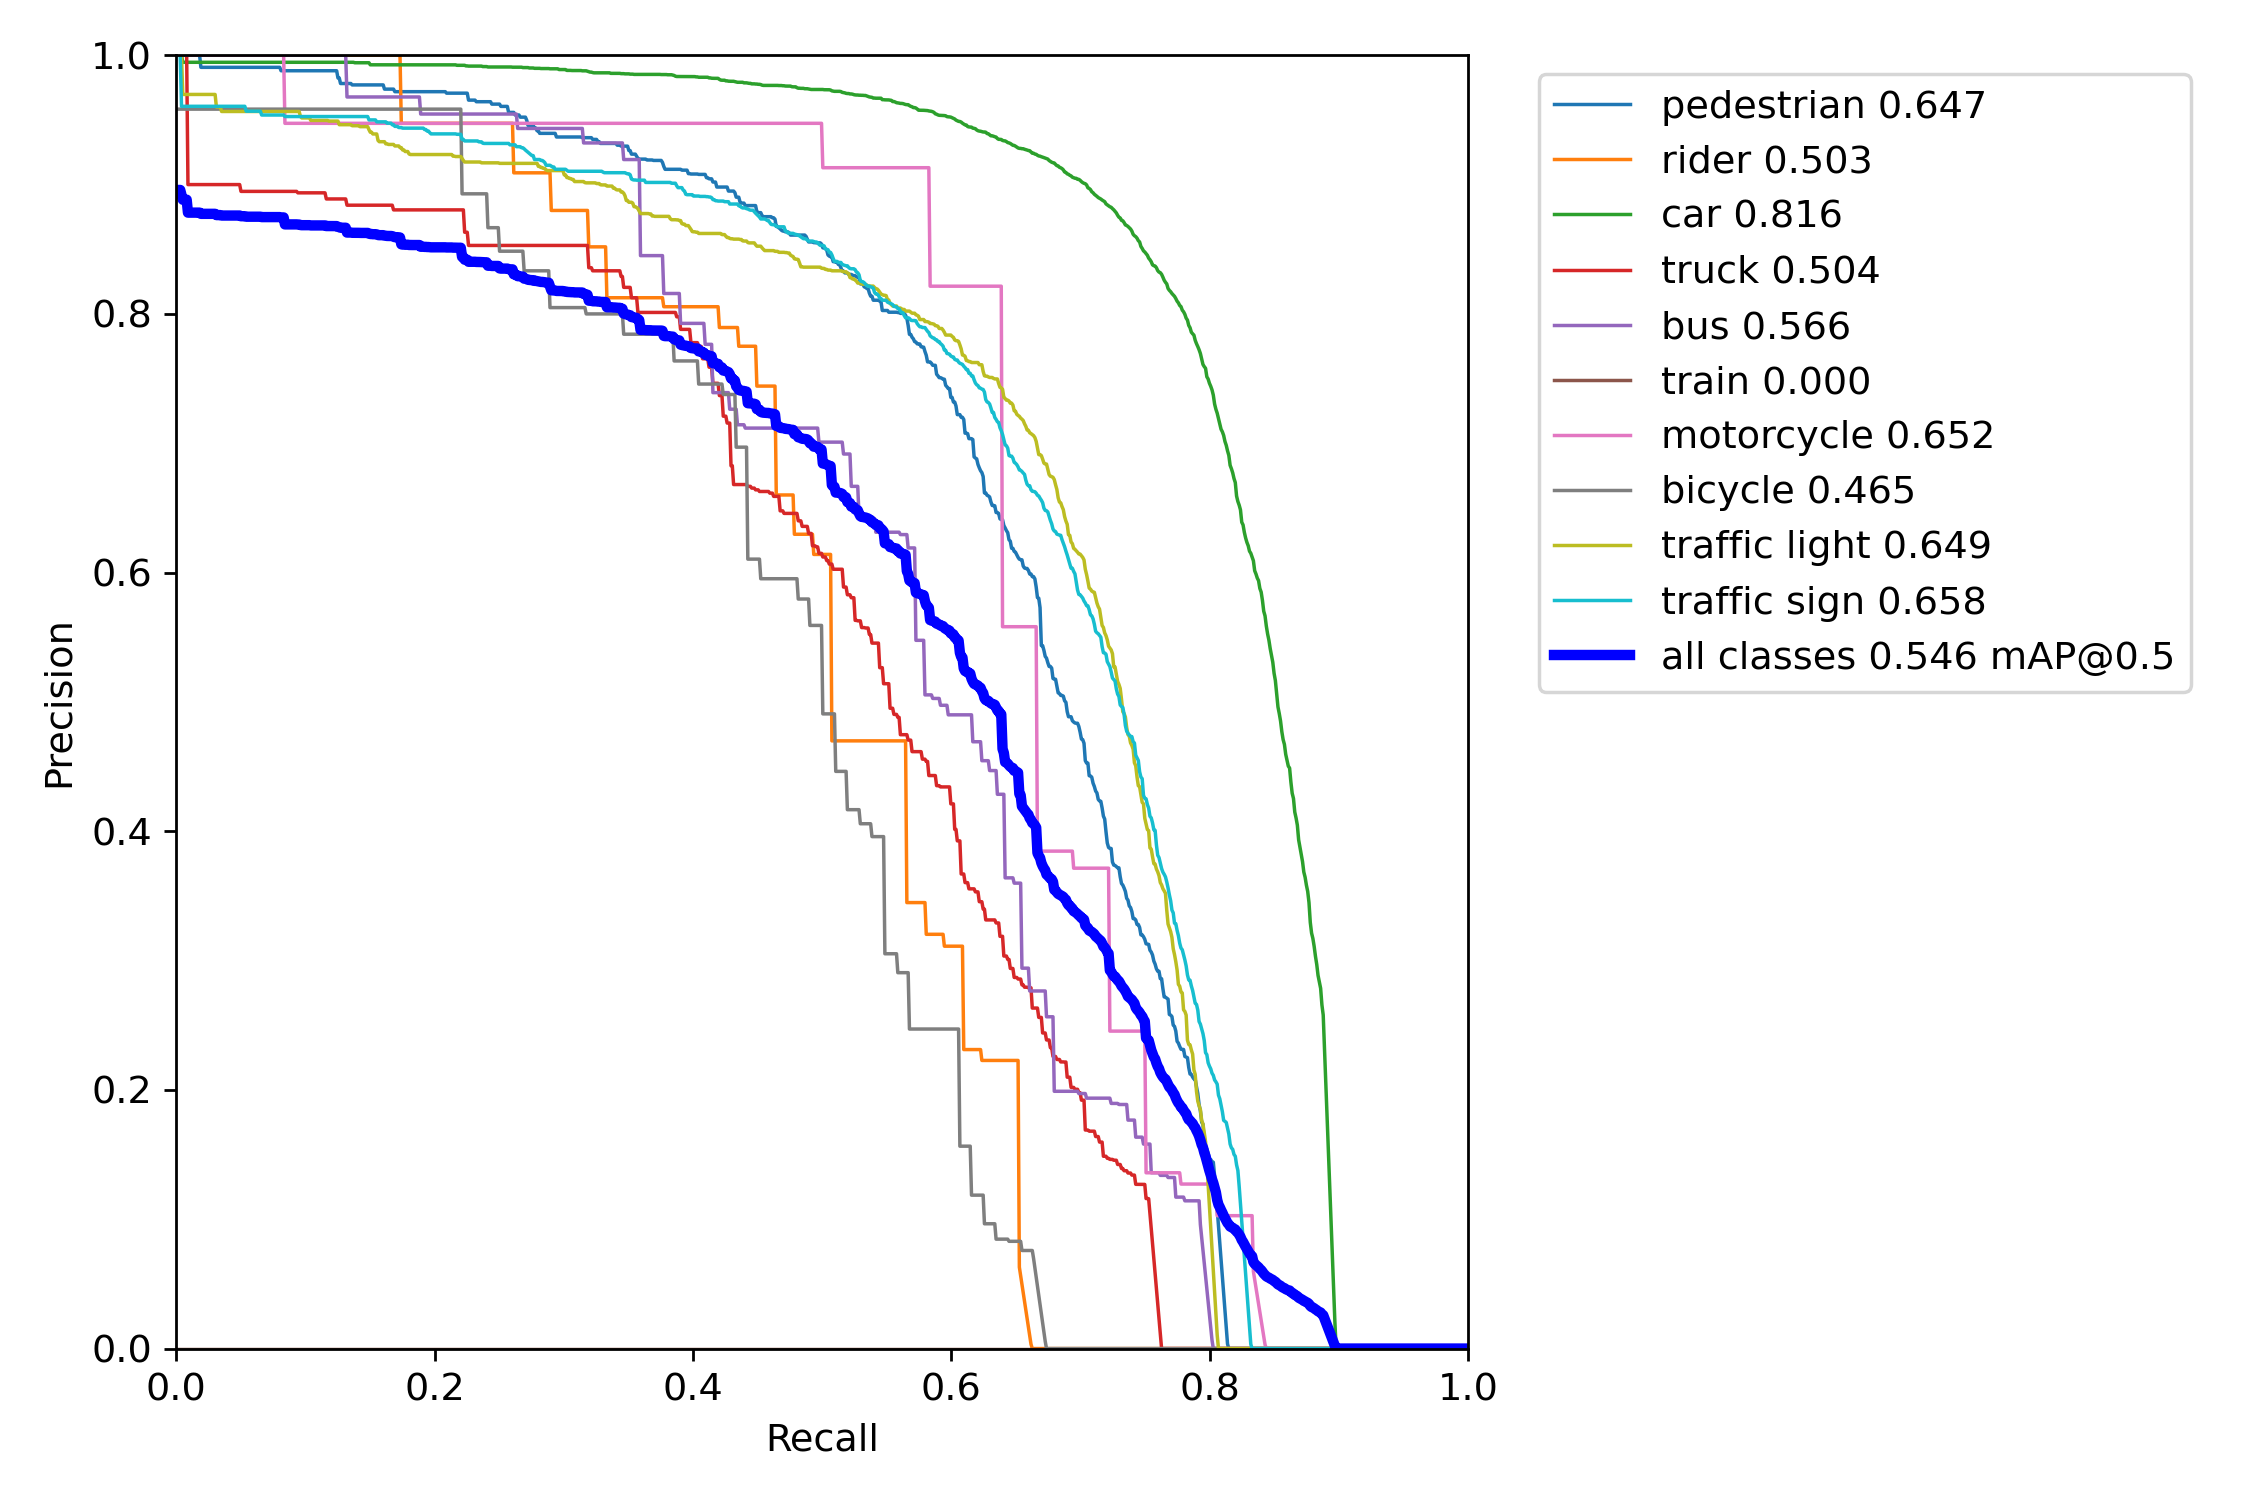 1.0
0.8
0.6
0.4
0.2
0.0
Precision
0.0 0.2 0.4 0.6 0.8 1.0
Recall
pedestrian 0.647
rider 0.503
car 0.816
truck 0.504
bus 0.566
train 0.000
motorcycle 0.652
bicycle 0.465
traffic light 0.649
traffic sign 0.658
all classes 0.546 mAP@0.5